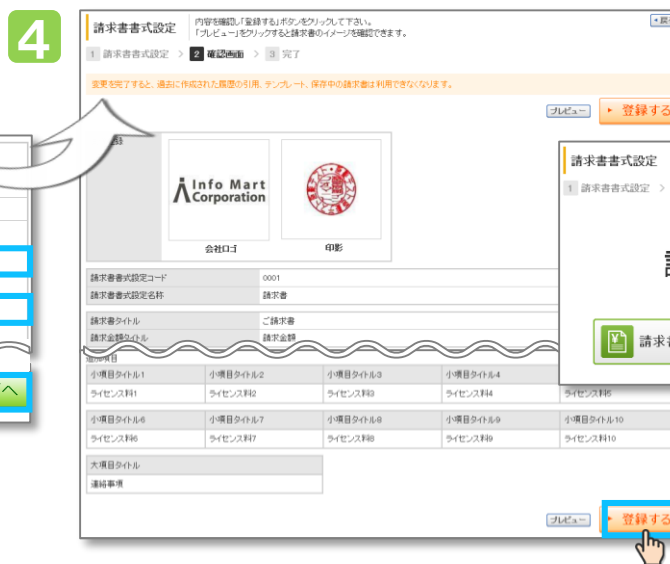 4
請求書書式設定
内容を確認し「登録する」ボタンをクリックして下さい。
「プレビュー」をクリックすると請求書のイメージを確認できます。
1 請求書書式設定 > 2 確認画面 > 3 完了
変更を完了すると、過去に作成された履歴の引用、テンプレート、保存中の請求書は利用できなくなります。
プレビュー
登録する
Info Mart
Corporation
会社ロゴ
印影
請求書書式設定
1 請求書書式設定 >
請求書書式設定コード 0001
請求書書式設定名称 請求書
請求書タイトル ご請求書
請求金額タイトル 請求金額
請求書
小項目タイトル1 小項目タイトル2 小項目タイトル3 小項目タイトル4
ライセンス料1 ライセンス料2 ライセンス料3 ライセンス料4 ライセンス料5
小項目タイトル6 小項目タイトル7 小項目タイトル8 小項目タイトル9 小項目タイトル10
ライセンス料6 ライセンス料7 ライセンス料8 ライセンス料9 ライセンス料10
大項目タイトル
連絡事項
プレビュー
登録する
へ